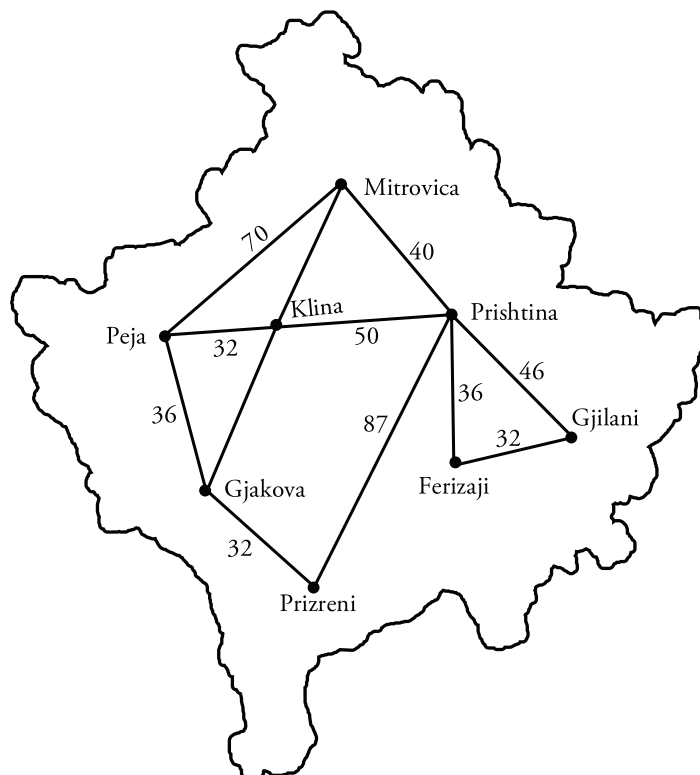 Mitrovica
70
40
Klina
Prishtina
Peja
32
50
46
36
36
87
Gjilani
32
Ferizaji
Gjakova
32
Prizreni